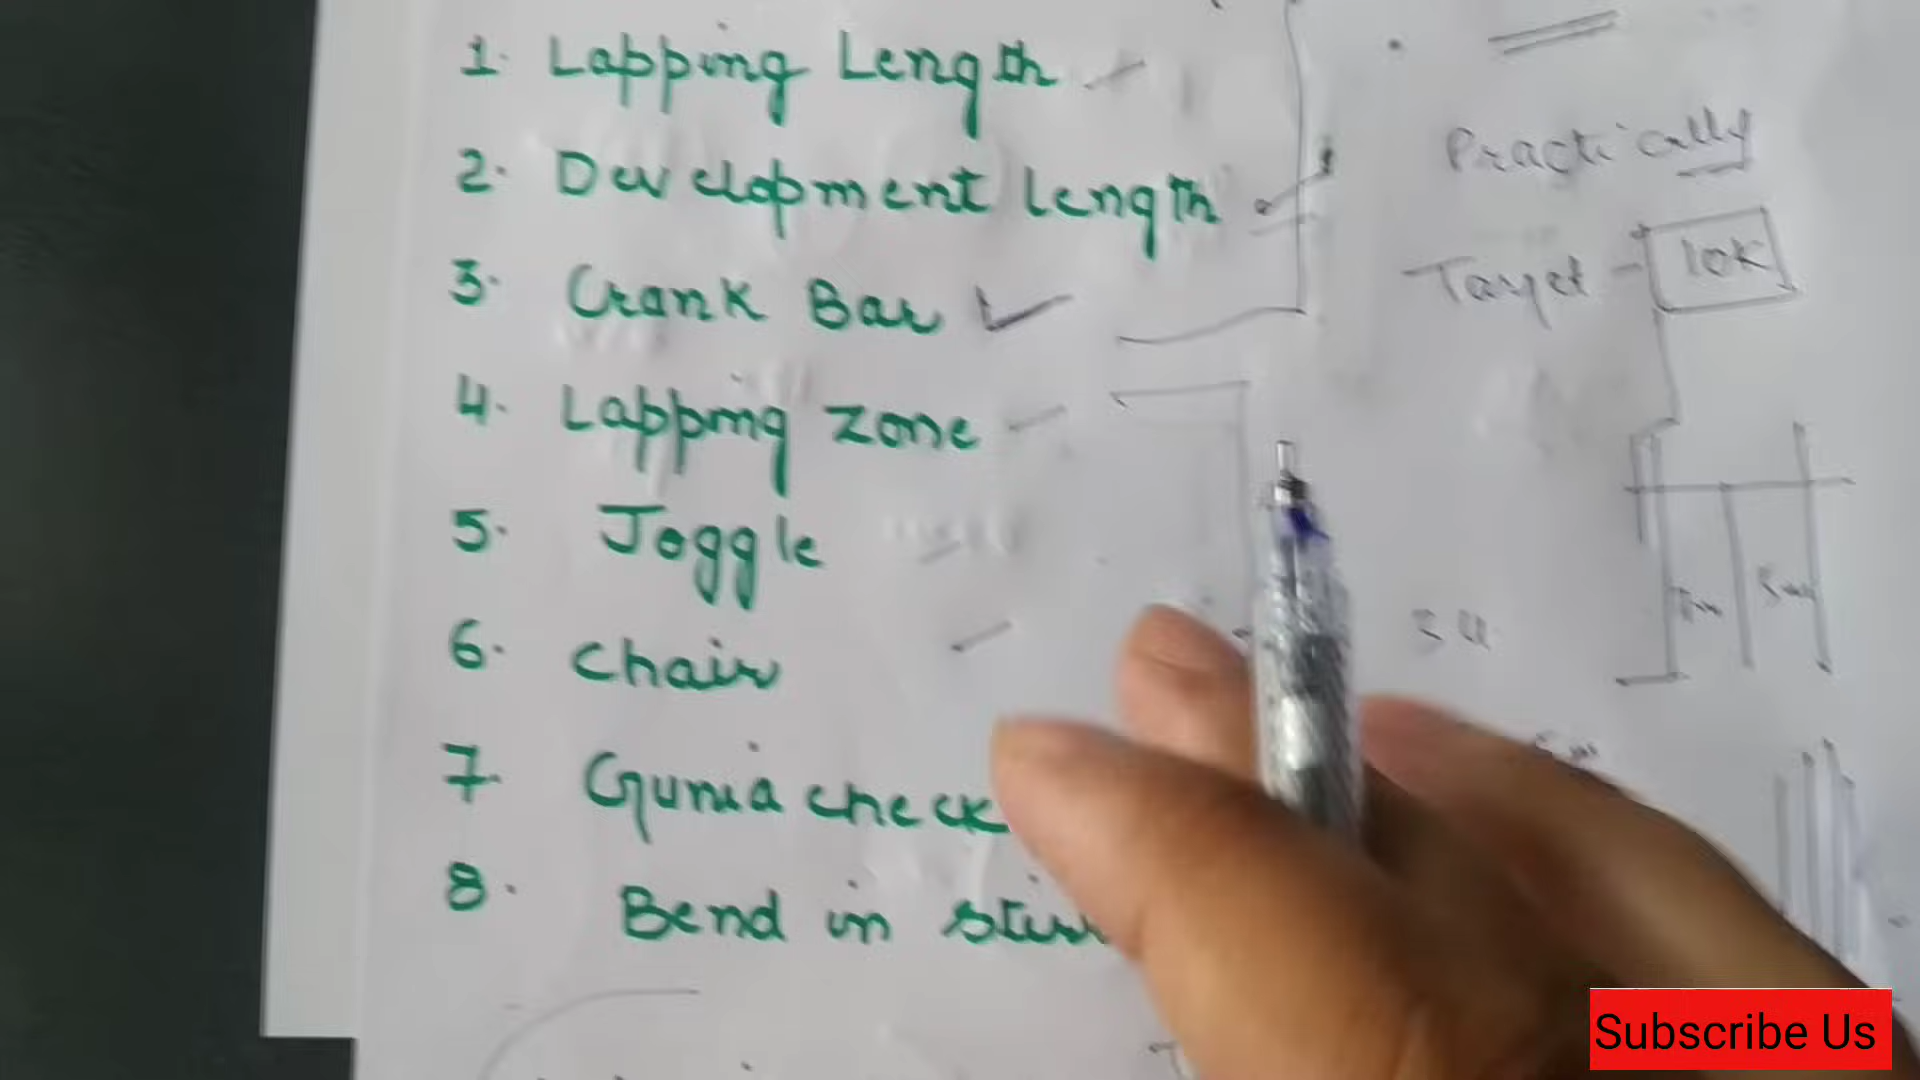 1. Lapping Length
2. Development Length
3. Crank Bar
4. Lapping Zone
5. Joggle
6. Chair
7. Gunia check
8. Bend in
Practically
Target - 10K
5m
Subscribe Us